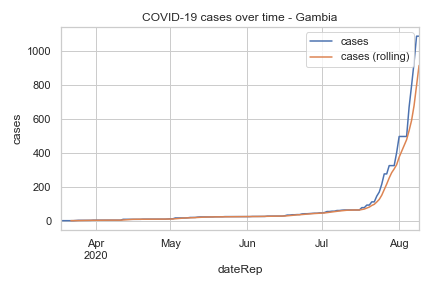 COVID-19 cases over time - Gambia
cases
cases (rolling)
1000
800
600
400
200
0
cases
Apr
2020
May
Jun
Jul
Aug
dateRep